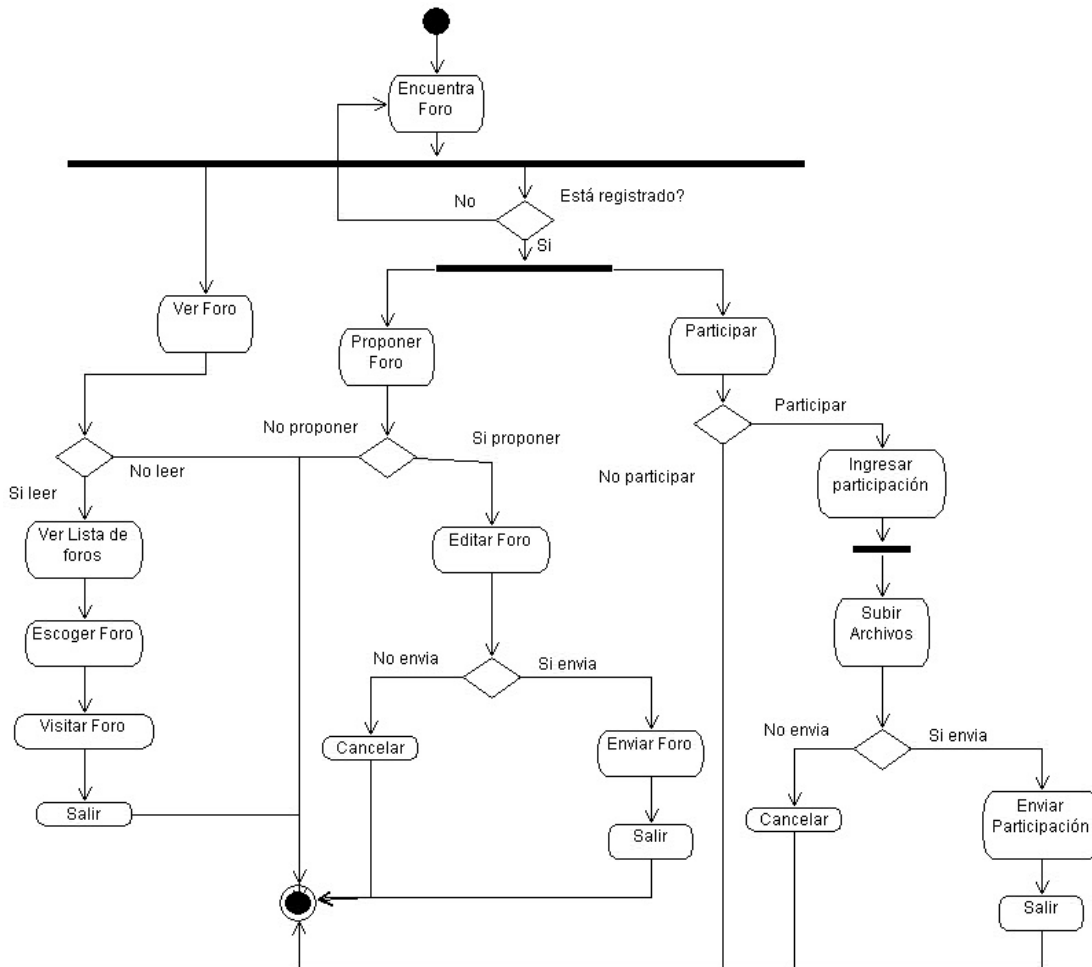 Encuentra
Foro
Está registrado?
No
Si
Ver Foro
Proponer
Foro
Participar
No proponer
Si proponer
Participar
No leer
Si leer
No participar
Ingresar
participación
Ver Lista de
foros
Editar Foro
Subir
Archivos
Escoger Foro
No envia
Si envia
Visitar Foro
Cancelar
Enviar Foro
No envia
Si envia
Salir
Salir
Cancelar
Enviar
Participación
Salir